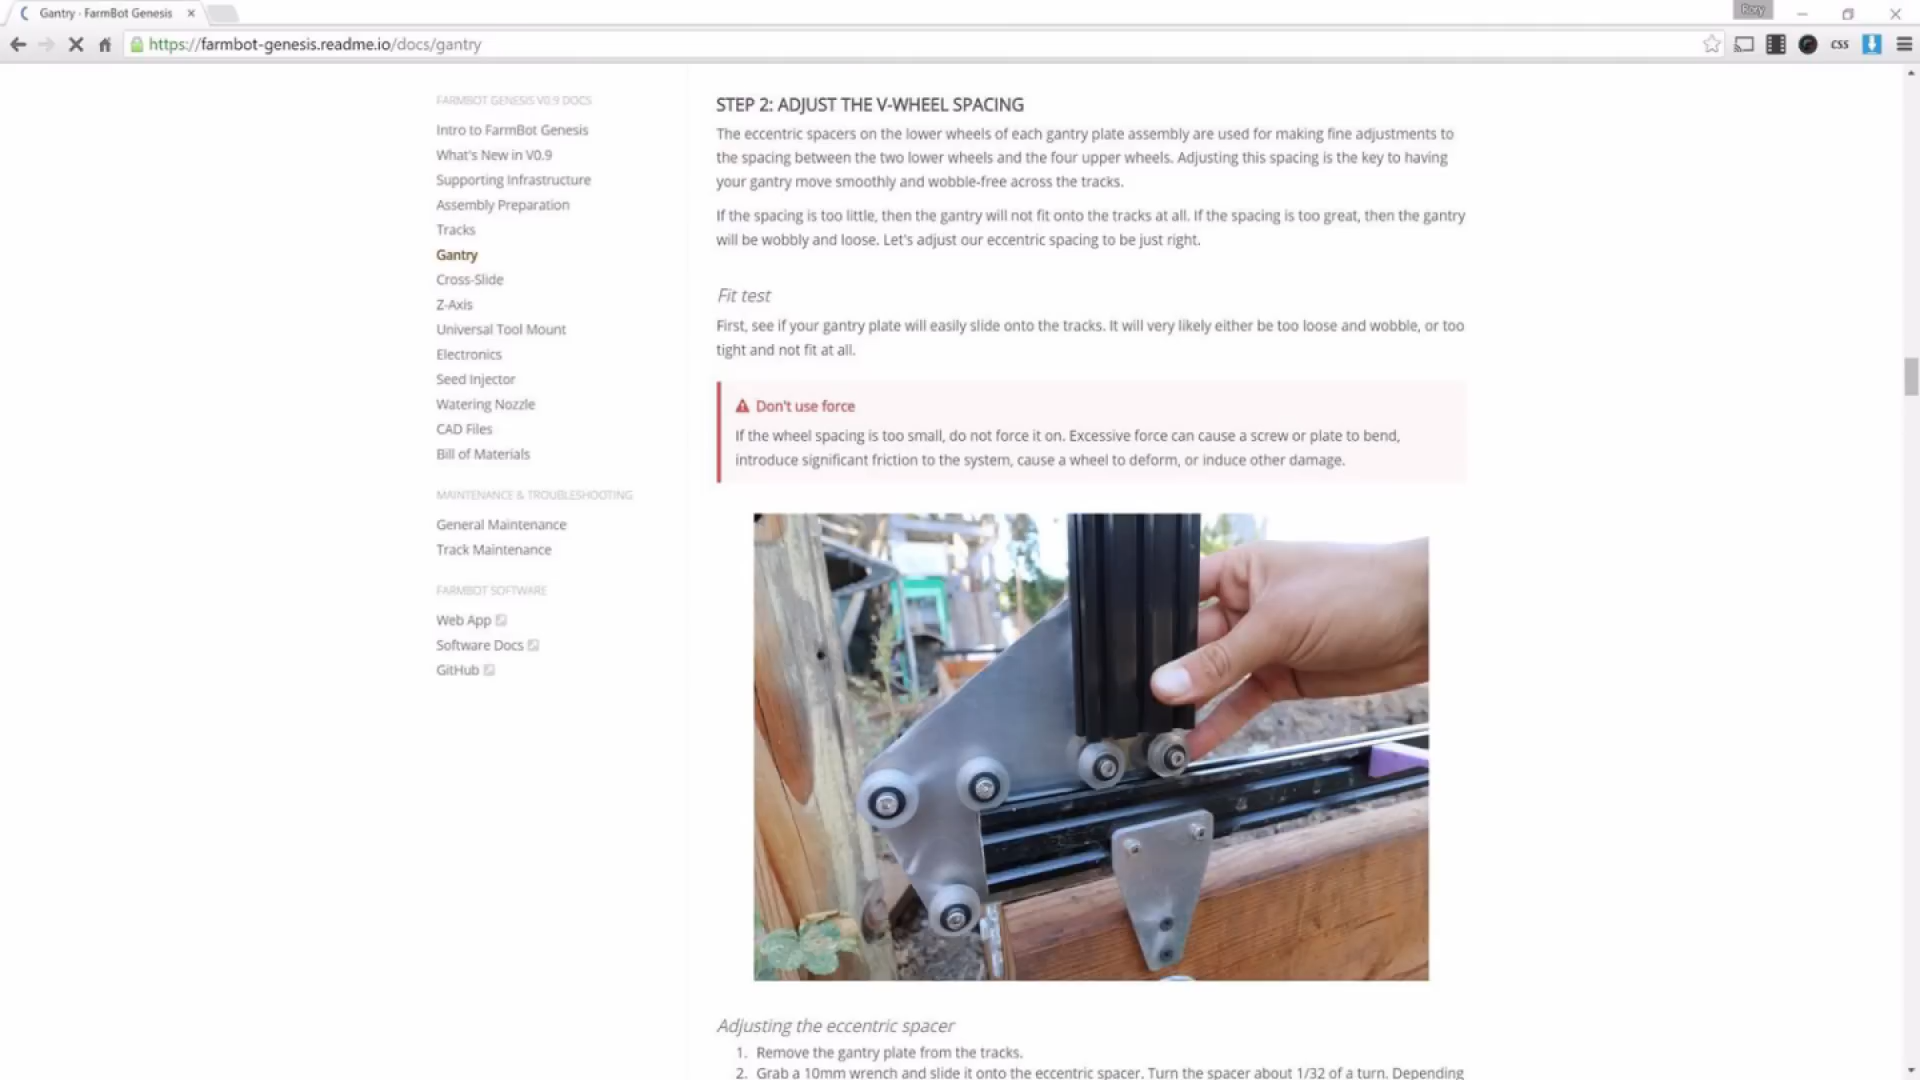 Gantry · FarmBot Genesis
Roxy
https://farmbot-genesis.readme.io/docs/gantry
CSS
FARMBOT GENESIS V0.9 DOCS
Intro to FarmBot Genesis
What's New in V0.9
Supporting Infrastructure
Assembly Preparation
Tracks
Gantry
Cross-Slide
Z-Axis
Universal Tool Mount
Electronics
Seed Injector
Watering Nozzle
CAD Files
Bill of Materials
MAINTENANCE & TROUBLESHOOTING
General Maintenance
Track Maintenance
FARMBOT SOFTWARE
Web App
Software Docs
GitHub
STEP 2: ADJUST THE V-WHEEL SPACING
The eccentric spacers on the lower wheels of each gantry plate assembly are used for making fine adjustments to
the spacing between the two lower wheels and the four upper wheels. Adjusting this spacing is the key to having
your gantry move smoothly and wobble-free across the tracks.
If the spacing is too little, then the gantry will not fit onto the tracks at all. If the spacing is too great, then the gantry
will be wobbly and loose. Let's adjust our eccentric spacing to be just right.
Fit test
First, see if your gantry plate will easily slide onto the tracks. It will very likely either be too loose and wobble, or too
tight and not fit at all.
Don't use force
If the wheel spacing is too small, do not force it on. Excessive force can cause a screw or plate to bend,
introduce significant friction to the system, cause a wheel to deform, or induce other damage.
Adjusting the eccentric spacer
1. Remove the gantry plate from the tracks.
2. Grab a 10mm wrench and slide it onto the eccentric spacer. Turn the spacer about 1/32 of a turn. Depending